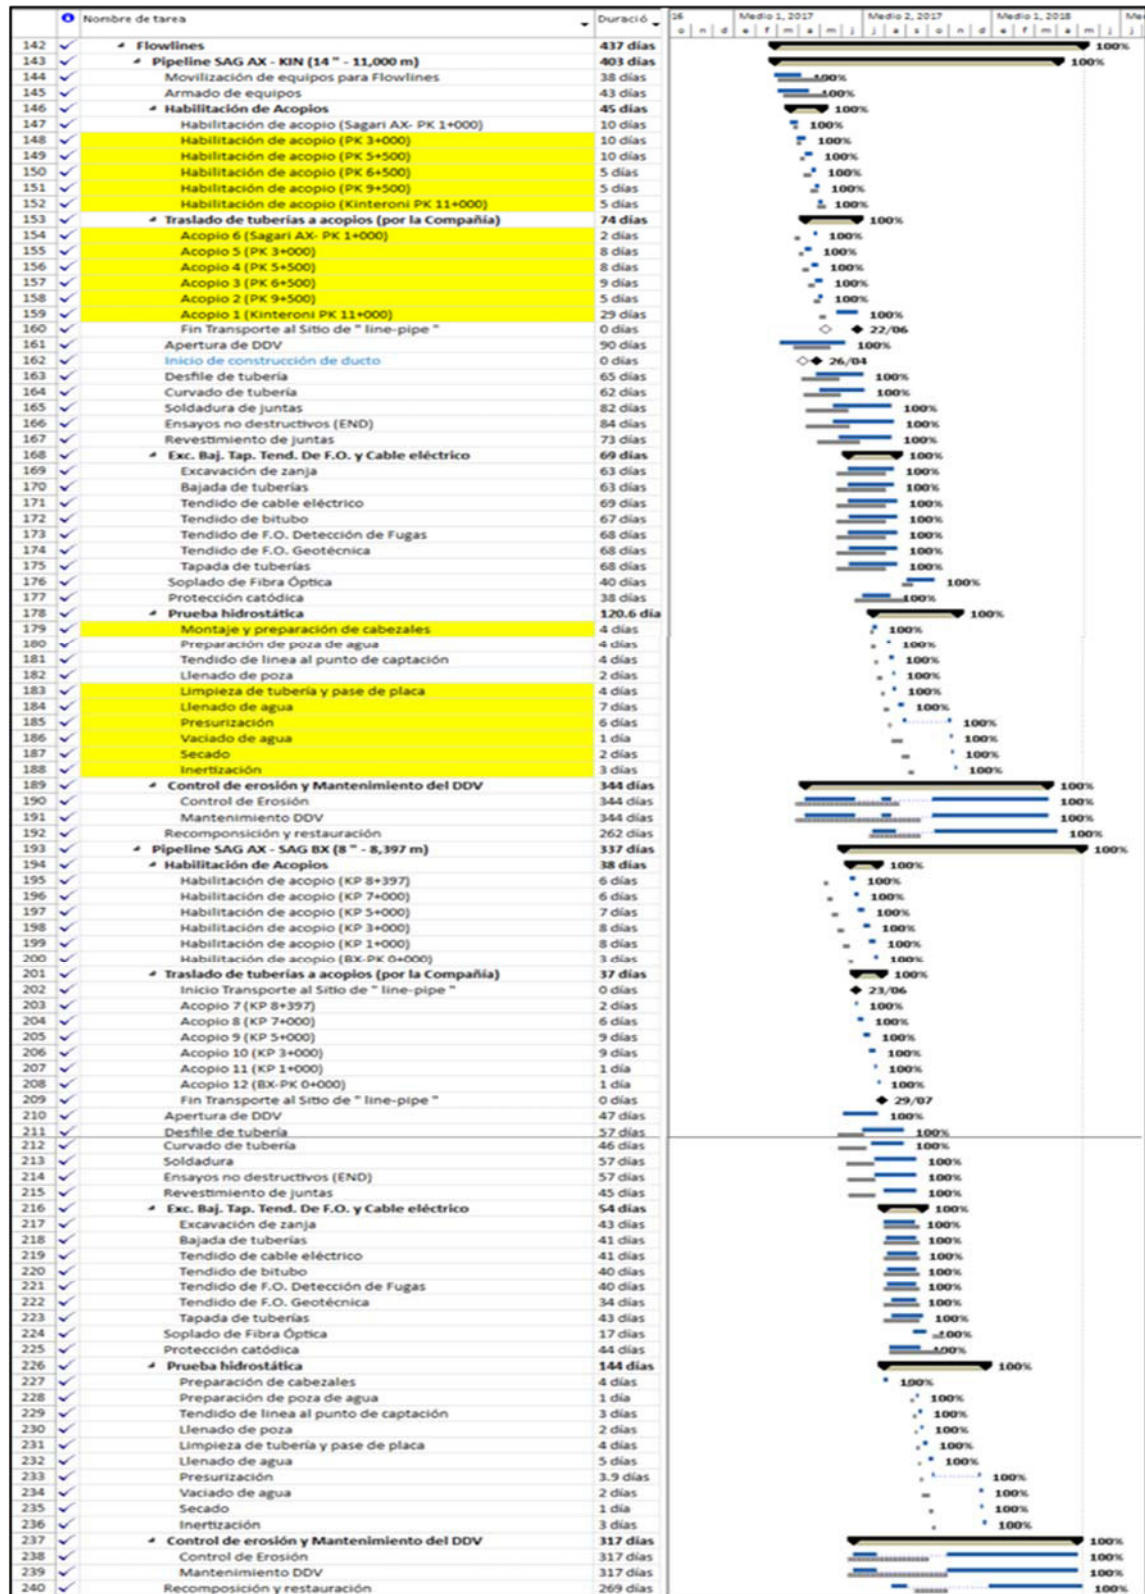 Nombre de tarea Duració 16 Medio 1, 2017 Medio 2, 2017 Medio 1, 2018 Me
o n d e f m a m j j a s o n d e f m a m j j
142 Flowlines 437 días 100%
143 Pipeline SAG AX - KIN (14 " - 11,000 m) 403 días 100%
144 Movilización de equipos para Flowlines 38 días 100%
145 Armado de equipos 43 días 100%
146 Habilitación de Acopios 45 días 100%
147 Habilitación de acopio (Sagari AX- PK 1+000) 10 días 100%
148 Habilitación de acopio (PK 3+000) 10 días 100%
149 Habilitación de acopio (PK 5+500) 10 días 100%
150 Habilitación de acopio (PK 6+500) 5 días 100%
151 Habilitación de acopio (PK 9+500) 5 días 100%
152 Habilitación de acopio (Kinteroni PK 11+000) 5 días 100%
153 Traslado de tuberías a acopios (por la Compañía) 74 días 100%
154 Acopio 6 (Sagari AX- PK 1+000) 2 días 100%
155 Acopio 5 (PK 3+000) 8 días 100%
156 Acopio 4 (PK 5+500) 8 días 100%
157 Acopio 3 (PK 6+500) 9 días 100%
158 Acopio 2 (PK 9+500) 5 días 100%
159 Acopio 1 (Kinteroni PK 11+000) 29 días 100%
160 Fin Transporte al Sitio de " line-pipe " 0 días 22/06
161 Apertura de DDV 90 días 100%
162 Inicio de construcción de ducto 0 días 26/04
163 Desfile de tubería 65 días 100%
164 Curvado de tubería 62 días 100%
165 Soldadura de juntas 82 días 100%
166 Ensayos no destructivos (END) 84 días 100%
167 Revestimiento de juntas 73 días 100%
168 Exc. Baj. Tap. Tend. De F.O. y Cable eléctrico 69 días 100%
169 Excavación de zanja 63 días 100%
170 Bajada de tuberías 63 días 100%
171 Tendido de cable eléctrico 69 días 100%
172 Tendido de bitubo 67 días 100%
173 Tendido de F.O. Detección de Fugas 68 días 100%
174 Tendido de F.O. Geotécnica 68 días 100%
175 Tapada de tuberías 68 días 100%
176 Soplado de Fibra Óptica 40 días 100%
177 Protección catódica 38 días 100%
178 Prueba hidrostática 120.6 día 100%
179 Montaje y preparación de cabezales 4 días 100%
180 Preparación de poza de agua 4 días 100%
181 Tendido de linea al punto de captación 4 días 100%
182 Llenado de poza 2 días 100%
183 Limpieza de tubería y pase de placa 4 días 100%
184 Llenado de agua 7 días 100%
185 Presurización 6 días 100%
186 Vaciado de agua 1 día 100%
187 Secado 2 días 100%
188 Inertización 3 días 100%
189 Control de erosión y Mantenimiento del DDV 344 días 100%
190 Control de Erosión 344 días 100%
191 Mantenimiento DDV 344 días 100%
192 Recomponsición y restauración 262 días 100%
193 Pipeline SAG AX - SAG BX (8 " - 8,397 m) 337 días 100%
194 Habilitación de Acopios 38 días 100%
195 Habilitación de acopio (KP 8+397) 6 días 100%
196 Habilitación de acopio (KP 7+000) 6 días 100%
197 Habilitación de acopio (KP 5+000) 7 días 100%
198 Habilitación de acopio (KP 3+000) 8 días 100%
199 Habilitación de acopio (KP 1+000) 8 días 100%
200 Habilitación de acopio (BX-PK 0+000) 3 días 100%
201 Traslado de tuberías a acopios (por la Compañía) 37 días 100%
202 Inicio Transporte al Sitio de " line-pipe " 0 días 23/06
203 Acopio 7 (KP 8+397) 2 días 100%
204 Acopio 8 (KP 7+000) 6 días 100%
205 Acopio 9 (KP 5+000) 9 días 100%
206 Acopio 10 (KP 3+000) 9 días 100%
207 Acopio 11 (KP 1+000) 1 día 100%
208 Acopio 12 (BX-PK 0+000) 1 día 100%
209 Fin Transporte al Sitio de " line-pipe " 0 días 29/07
210 Apertura de DDV 47 días 100%
211 Desfile de tubería 57 días 100%
212 Curvado de tubería 46 días 100%
213 Soldadura 57 días 100%
214 Ensayos no destructivos (END) 57 días 100%
215 Revestimiento de juntas 45 días 100%
216 Exc. Baj. Tap. Tend. De F.O. y Cable eléctrico 54 días 100%
217 Excavación de zanja 43 días 100%
218 Bajada de tuberías 41 días 100%
219 Tendido de cable eléctrico 41 días 100%
220 Tendido de bitubo 40 días 100%
221 Tendido de F.O. Detección de Fugas 40 días 100%
222 Tendido de F.O. Geotécnica 34 días 100%
223 Tapada de tuberías 43 días 100%
224 Soplado de Fibra Óptica 17 días 100%
225 Protección catódica 44 días 100%
226 Prueba hidrostática 144 días 100%
227 Preparación de cabezales 4 días 100%
228 Preparación de poza de agua 1 día 100%
229 Tendido de linea al punto de captación 3 días 100%
230 Llenado de poza 2 días 100%
231 Limpieza de tubería y pase de placa 4 días 100%
232 Llenado de agua 5 días 100%
233 Presurización 3.9 días 100%
234 Vaciado de agua 2 días 100%
235 Secado 1 día 100%
236 Inertización 3 días 100%
237 Control de erosión y Mantenimiento del DDV 317 días 100%
238 Control de Erosión 317 días 100%
239 Mantenimiento DDV 317 días 100%
240 Recomposición y restauración 269 días 100%